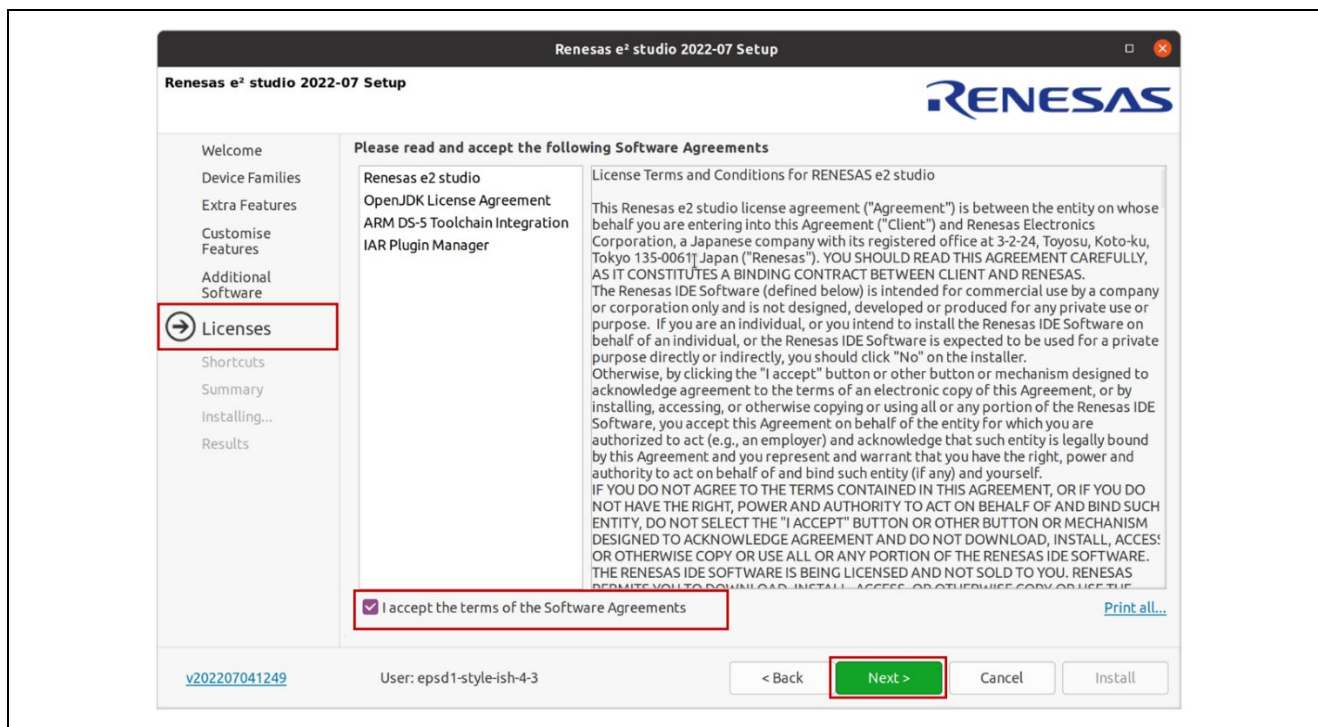 Renesas e² studio 2022-07 Setup
Renesas e² studio 2022-07 Setup
RENESAS
Welcome
Device Families
Extra Features
Customise
Features
Additional
Software
Licenses
Shortcuts
Summary
Installing...
Results
Please read and accept the following Software Agreements
Renesas e2 studio
OpenJDK License Agreement
ARM DS-5 Toolchain Integration
IAR Plugin Manager
License Terms and Conditions for RENESAS e2 studio
This Renesas e2 studio license agreement ("Agreement") is between the entity on whose
behalf you are entering into this Agreement ("Client") and Renesas Electronics
Corporation, a Japanese company with its registered office at 3-2-24, Toyosu, Koto-ku,
Tokyo 135-0061, Japan ("Renesas"). YOU SHOULD READ THIS AGREEMENT CAREFULLY,
AS IT CONSTITUTES A BINDING CONTRACT BETWEEN CLIENT AND RENESAS.
The Renesas IDE Software (defined below) is intended for commercial use by a company
or corporation only and is not designed, developed or produced for any private use or
purpose. If you are an individual, or you intend to install the Renesas IDE Software on
behalf of an individual, or the Renesas IDE Software is expected to be used for a private
purpose directly or indirectly, you should click "No" on the installer.
Otherwise, by clicking the "I accept" button or other button or mechanism designed to
acknowledge agreement to the terms of an electronic copy of this Agreement, or by
installing, accessing, or otherwise copying or using all or any portion of the Renesas IDE
Software, you accept this Agreement on behalf of the entity for which you are
authorized to act (e.g., an employer) and acknowledge that such entity is legally bound
by this Agreement and you represent and warrant that you have the right, power and
authority to act on behalf of and bind such entity (if any) and yourself.
IF YOU DO NOT AGREE TO THE TERMS CONTAINED IN THIS AGREEMENT, OR IF YOU DO
NOT HAVE THE RIGHT, POWER AND AUTHORITY TO ACT ON BEHALF OF AND BIND SUCH
ENTITY, DO NOT SELECT THE "I ACCEPT" BUTTON OR OTHER BUTTON OR MECHANISM
DESIGNED TO ACKNOWLEDGE AGREEMENT AND DO NOT DOWNLOAD, INSTALL, ACCESS
OR OTHERWISE COPY OR USE ALL OR ANY PORTION OF THE RENESAS IDE SOFTWARE.
THE RENESAS IDE SOFTWARE IS BEING LICENSED AND NOT SOLD TO YOU. RENESAS
PERMITS YOU TO DOWNLOAD, INSTALL, ACCESS, OR OTHERWISE COPY OR USE THE
I accept the terms of the Software Agreements
Print all...
v202207041249
User: epsd1-style-ish-4-3
< Back
Next >
Cancel
Install